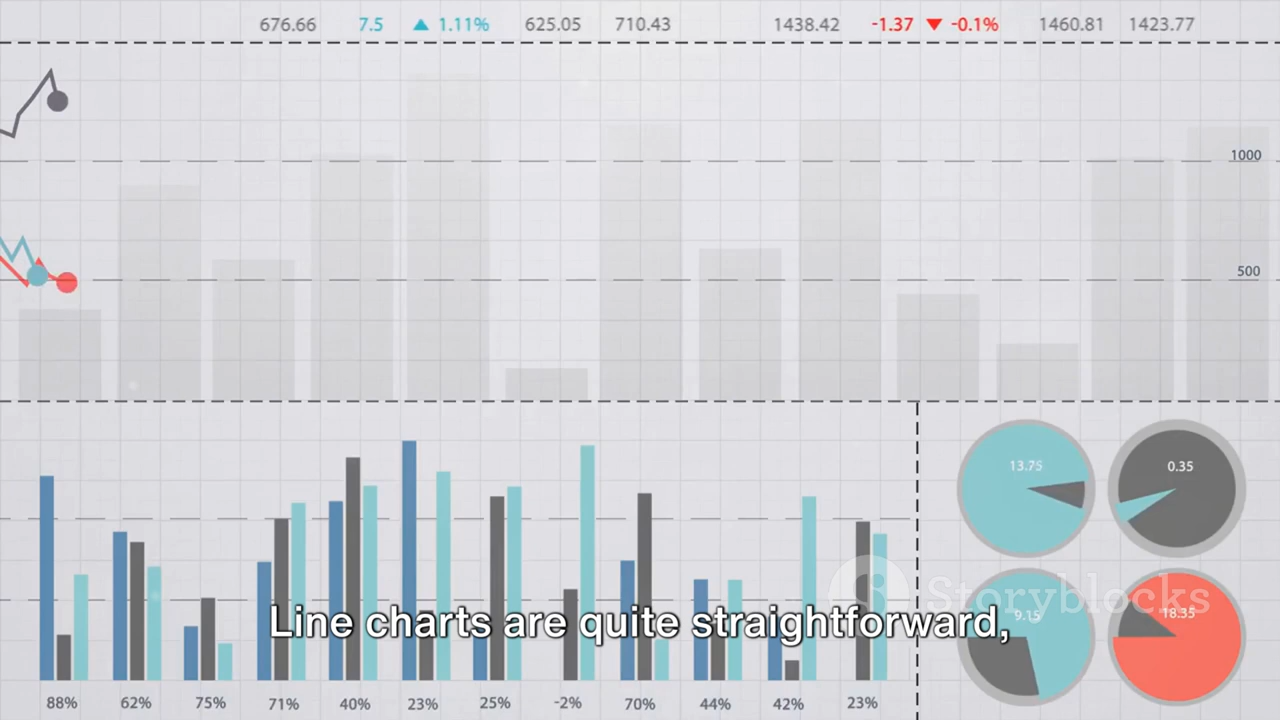 676.66 7.5 ▲ 1.11% 625.05 710.43 1438.42 -1.37 ▼ -0.1% 1460.81 1423.77
1000
500
13.75 0.35
Storyblocks
9.15 18.35
Line charts are quite straightforward,
88% 62% 75% 71% 40% 23% 25% -2% 70% 44% 42% 23%